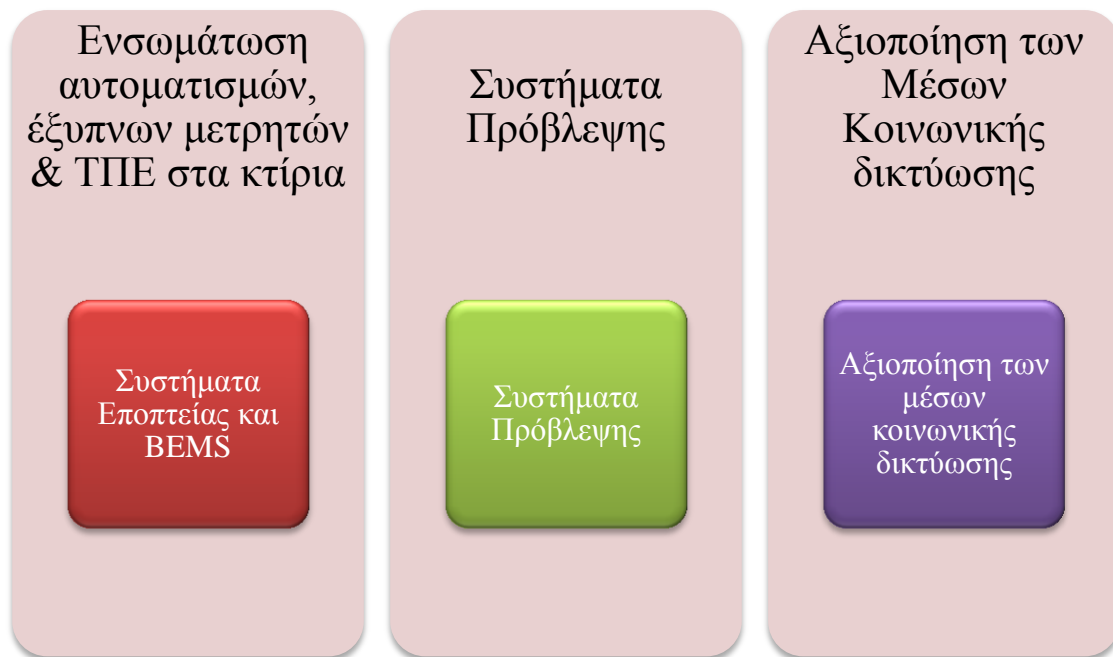 Ενσωμάτωση
αυτοματισμών,
έξυπνων μετρητών
& ΤΠΕ στα κτίρια
Συστήματα
Εποπτείας και
BEMS
Συστήματα
Πρόβλεψης
Συστήματα
Πρόβλεψης
Αξιοποίηση των
Μέσων
Κοινωνικής
δικτύωσης
Αξιοποίηση των
μέσων
κοινωνικής
δικτύωσης